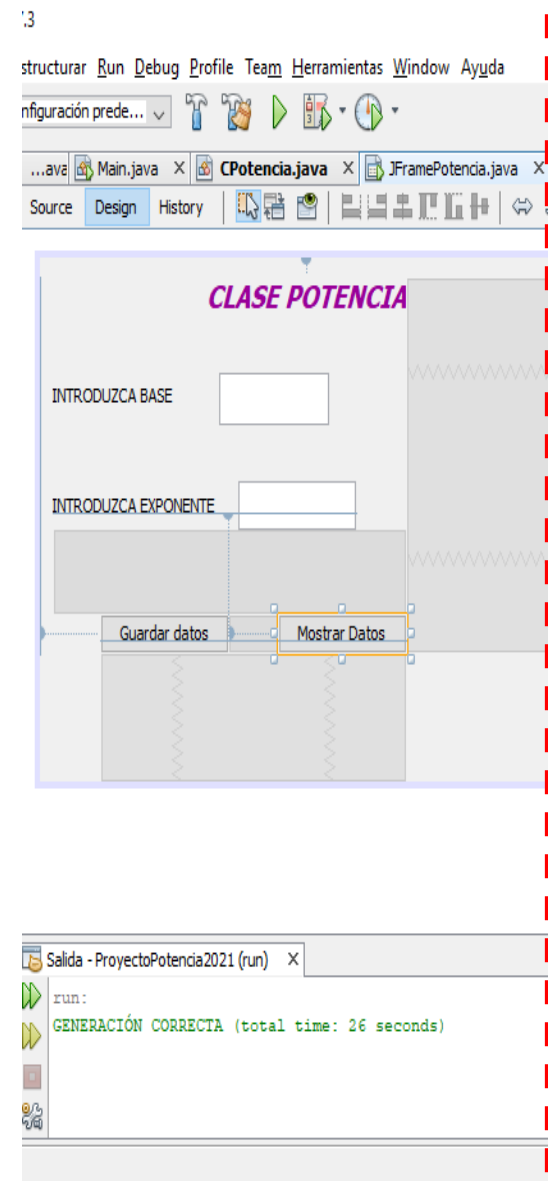 '.3
structurar Run Debug Profile Team Herramientas Window Ayuda
nfiguración prede...
...ava Main.java X CPotencia.java X JFramePotencia.java X
Source Design History
CLASE POTENCIA
INTRODUZCA BASE
INTRODUZCA EXPONENTE
Guardar datos Mostrar Datos
Salida - ProyectoPotencia2021 (run) X
run:
GENERACIÓN CORRECTA (total time: 26 seconds)